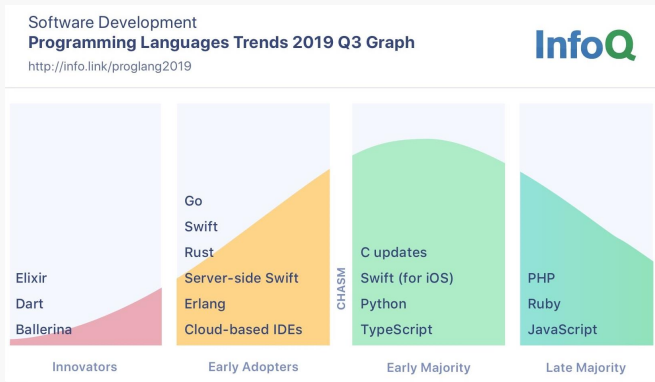 Software Development
Programming Languages Trends 2019 Q3 Graph
http://info.link/proglang2019
InfoQ
Elixir
Dart
Ballerina
Innovators
Go
Swift
Rust
Server-side Swift
Erlang
Cloud-based IDEs
Early Adopters
CHASM
C updates
Swift (for iOS)
Python
TypeScript
Early Majority
PHP
Ruby
JavaScript
Late Majority